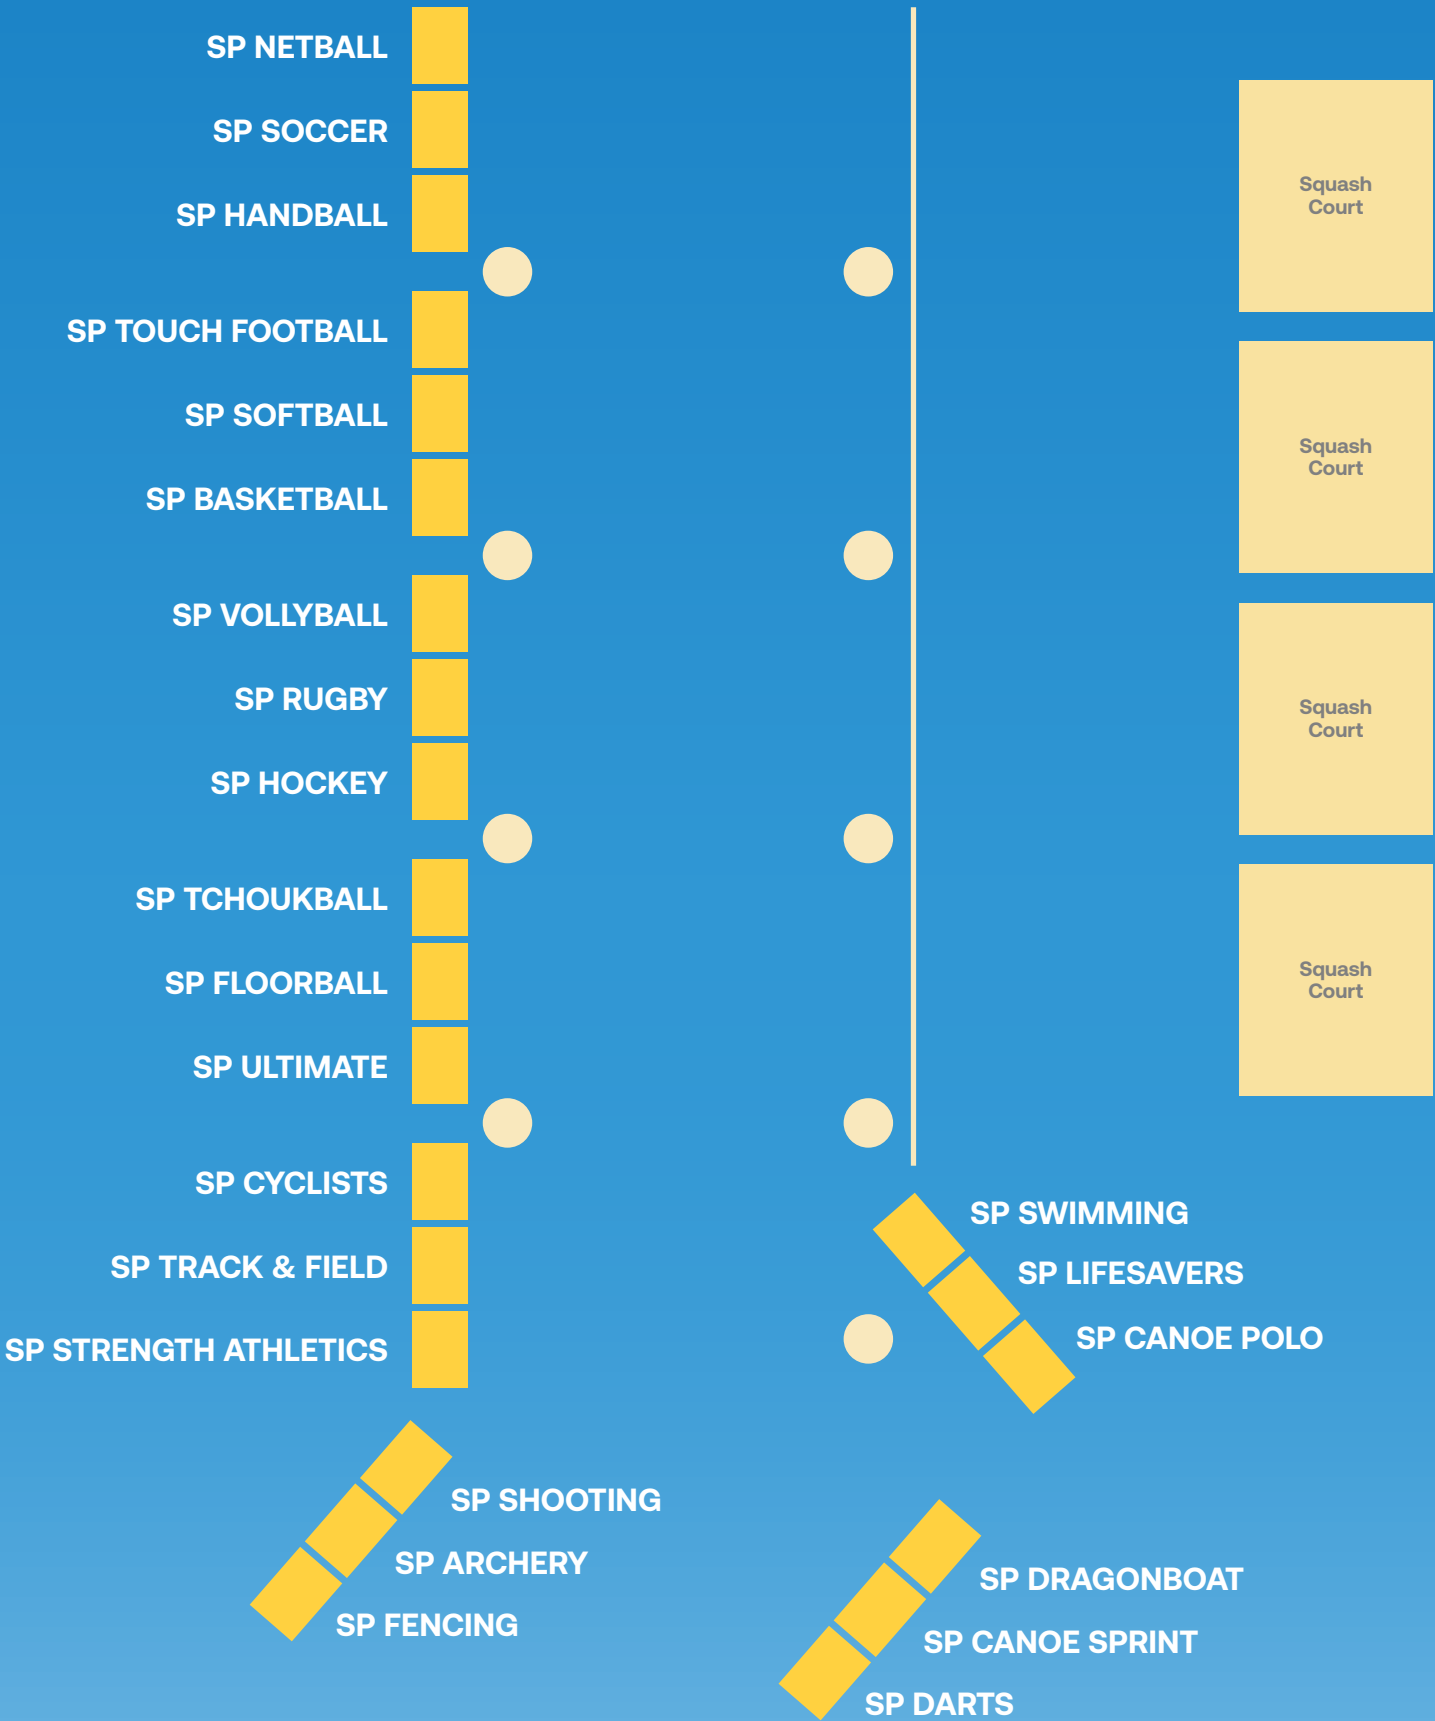 SP NETBALL
SP SOCCER
SP HANDBALL
SP TOUCH FOOTBALL
SP SOFTBALL
SP BASKETBALL
SP VOLLYBALL
SP RUGBY
SP HOCKEY
SP TCHOUKBALL
SP FLOORBALL
SP ULTIMATE
SP CYCLISTS
SP TRACK & FIELD
SP STRENGTH ATHLETICS
SP SHOOTING
SP ARCHERY
SP FENCING
Squash
Court
Squash
Court
Squash
Court
Squash
Court
SP SWIMMING
SP LIFESAVERS
SP CANOE POLO
SP DRAGONBOAT
SP CANOE SPRINT
SP DARTS